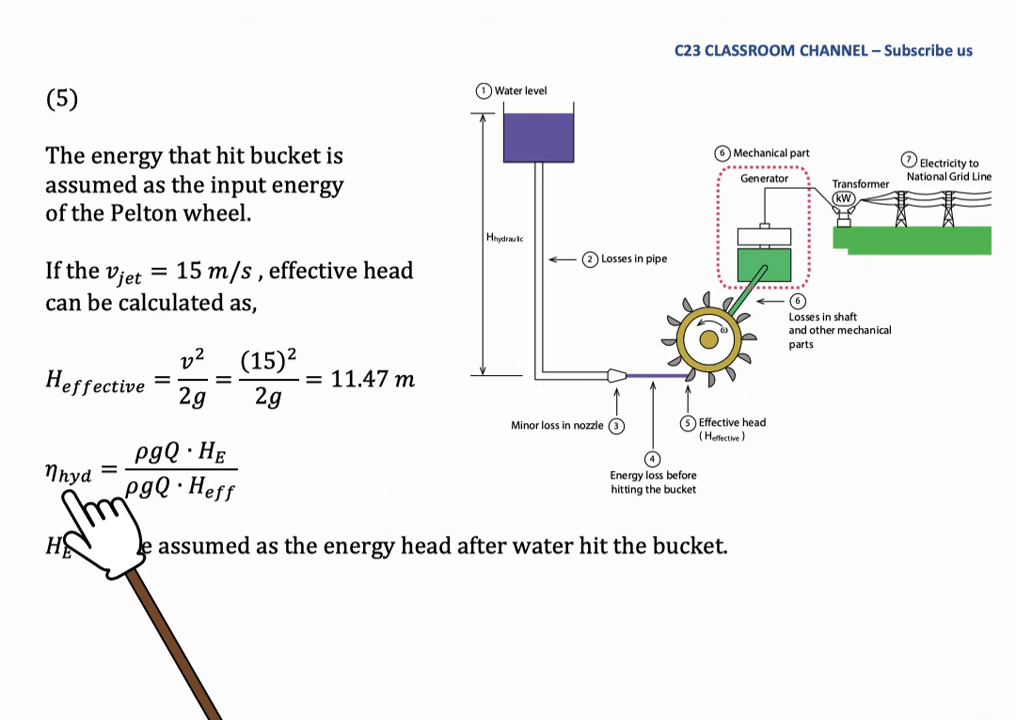 C23 CLASSROOM CHANNEL – Subscribe us
(5)
The energy that hit bucket is
assumed as the input energy
of the Pelton wheel.
If the v_jet = 15 m/s , effective head
can be calculated as,
H_effective = v²/2g = (15)²/2g = 11.47 m
η_hyd = ρgQ · H_E / ρgQ · H_eff
H_E e assumed as the energy head after water hit the bucket.
① Water level
H_hydraulic
② Losses in pipe
Minor loss in nozzle ③
④
Energy loss before
hitting the bucket
⑤ Effective head
(H_effective)
⑥ Mechanical part
Generator
ω
⑥
Losses in shaft
and other mechanical
parts
Transformer
kW
⑦ Electricity to
National Grid Line